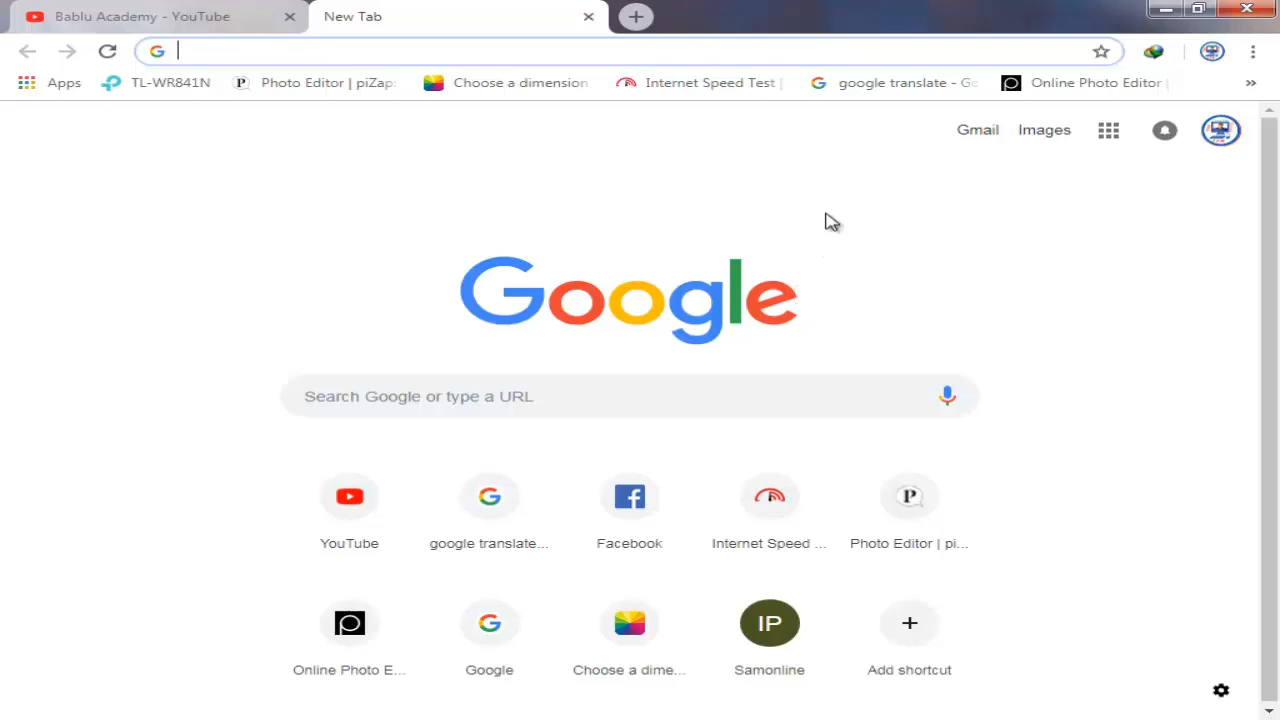 Bablu Academy - YouTube
New Tab
Apps
TL-WR841N
Photo Editor | piZap:
Choose a dimension
Internet Speed Test |
google translate - Go
Online Photo Editor |
Gmail
Images
Google
Search Google or type a URL
YouTube
google translate...
Facebook
Internet Speed ...
Photo Editor | pi...
IP
Online Photo E...
Google
Choose a dime...
Samonline
Add shortcut